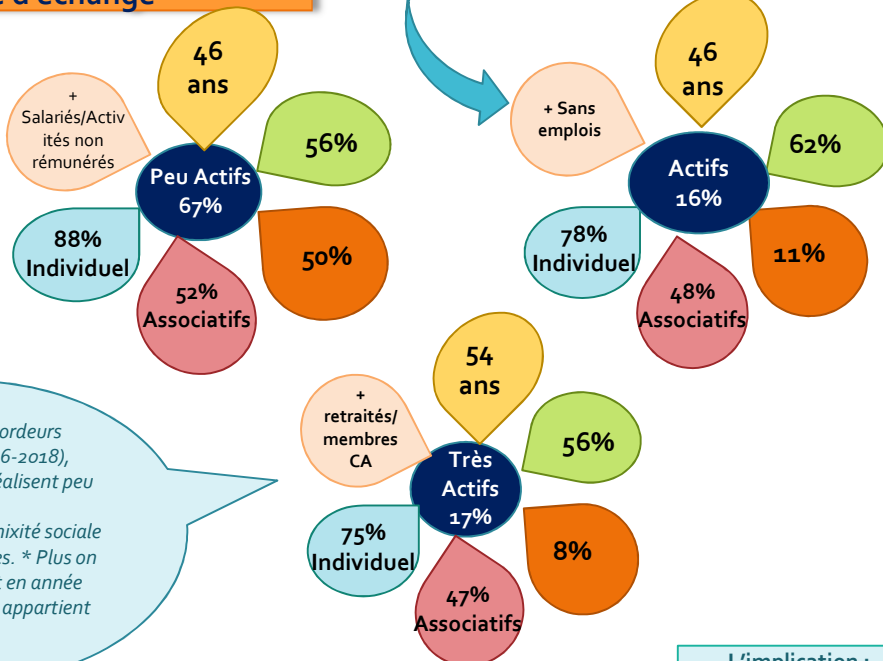 d'échange
46
ans
+
Salariés/Activ
ités non
rémunérés
56%
Peu Actifs
67%
88%
Individuel
50%
52%
Associatifs
46
ans
+ Sans
emplois
62%
Actifs
16%
78%
Individuel
11%
48%
Associatifs
54
ans
+
retraités/
membres
CA
56%
Très
Actifs
17%
75%
Individuel
8%
47%
Associatifs
ordeurs
6-2018),
éalisent peu
nixité sociale
es. * Plus on
t en année
appartient
L'implication :